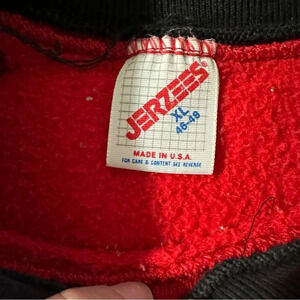 JERZEES®
XL
46-48
MADE IN U.S.A.
FOR CARE & CONTENT SEE REVERSE